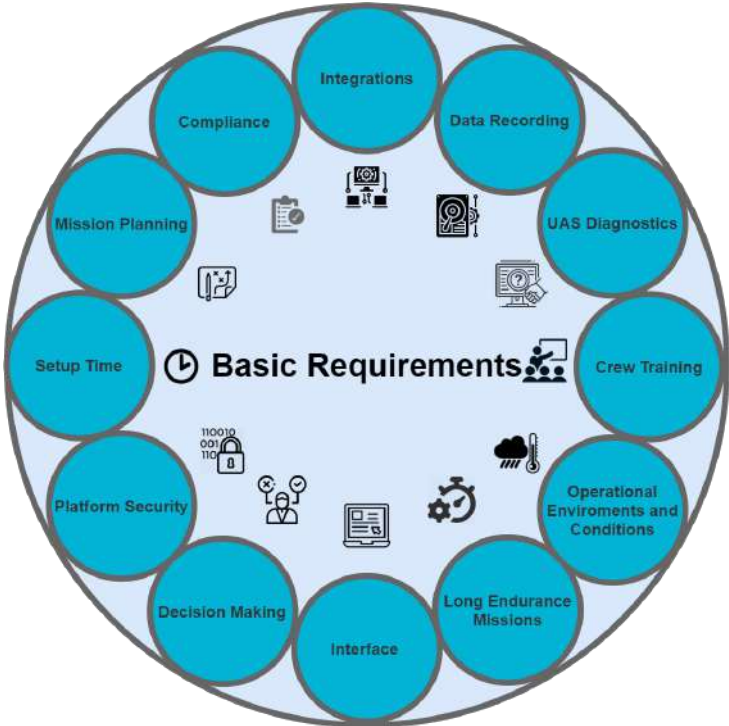 Integrations
Compliance
Data Recording
Mission Planning
UAS Diagnostics
Setup Time
Basic Requirements
Crew Training
110010
001
110
Platform Security
Operational
Enviroments and
Conditions
Decision Making
Long Endurance
Missions
Interface